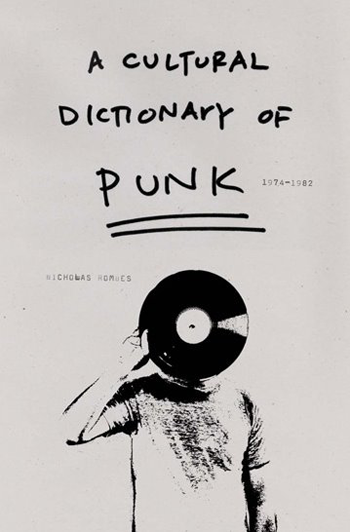 A CULTURAL
DICTIONARY OF
PUNK 1974-1982
NICHOLAS ROMBES